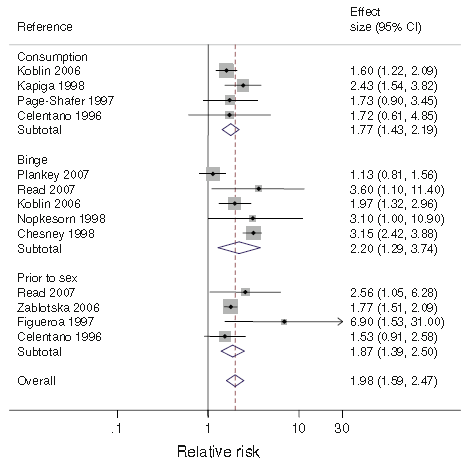 Reference Effect size (95% CI)
Consumption
Koblin 2006 1.60 (1.22, 2.09)
Kapiga 1998 2.43 (1.54, 3.82)
Page-Shafer 1997 1.73 (0.90, 3.45)
Celentano 1996 1.72 (0.61, 4.85)
Subtotal 1.77 (1.43, 2.19)
Binge
Plankey 2007 1.13 (0.81, 1.56)
Read 2007 3.60 (1.10, 11.40)
Koblin 2006 1.97 (1.32, 2.96)
Nopkesorn 1998 3.10 (1.00, 10.90)
Chesney 1998 3.15 (2.42, 3.88)
Subtotal 2.20 (1.29, 3.74)
Prior to sex
Read 2007 2.56 (1.05, 6.28)
Zablotska 2006 1.77 (1.51, 2.09)
Figueroa 1997 6.90 (1.53, 31.00)
Celentano 1996 1.53 (0.91, 2.58)
Subtotal 1.87 (1.39, 2.50)
Overall 1.98 (1.59, 2.47)
.1 1 10 30
Relative risk